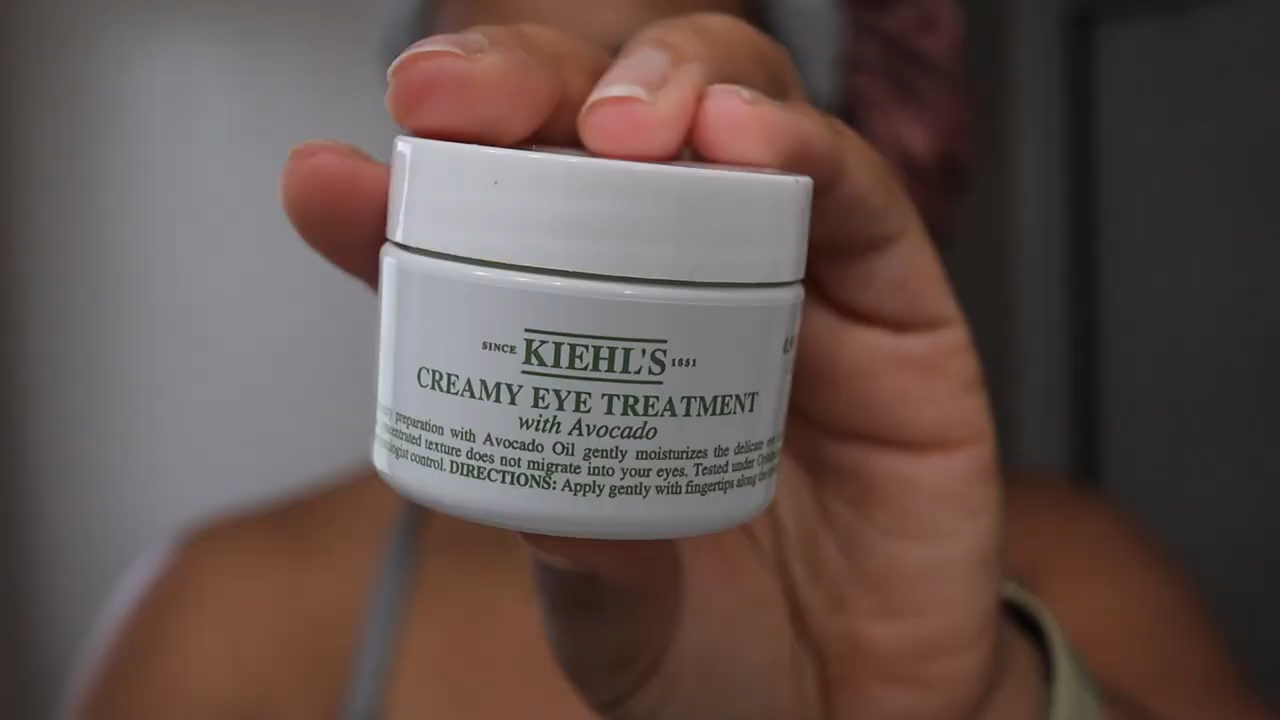 SINCE KIEHL'S 1851
CREAMY EYE TREATMENT
with Avocado
preparation with Avocado Oil gently moisturizes the delicate
texture does not migrate into your eyes. Tested under
control. DIRECTIONS: Apply gently with fingertips along